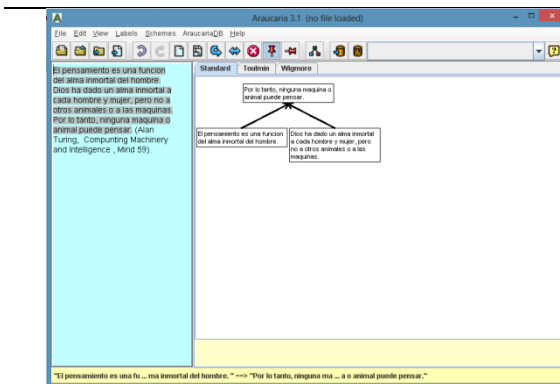 Araucaria 3.1 (no file loaded)
File Edit View Labels Schemes AraucariaDB Help
El pensamiento es una funcion
del alma inmortal del hombre.
Dios ha dado un alma inmortal a
cada hombre y mujer, pero no a
otros animales o a las maquinas.
Por lo tanto, ninguna maquina o
animal puede pensar. (Alan
Turing, Compunting Machinery
and Intelligence , Mind 59).
Standard Toulmin Wigmore
Por lo tanto, ninguna maquina o
animal puede pensar.
El pensamiento es una funcion
del alma inmortal del hombre.
Dios ha dado un alma inmortal
a cada hombre y mujer, pero
no a otros animales o a las
maquinas.
"El pensamiento es una fu ... ma inmortal del hombre. " ==> "Por lo tanto, ninguna ma ... a o animal puede pensar."